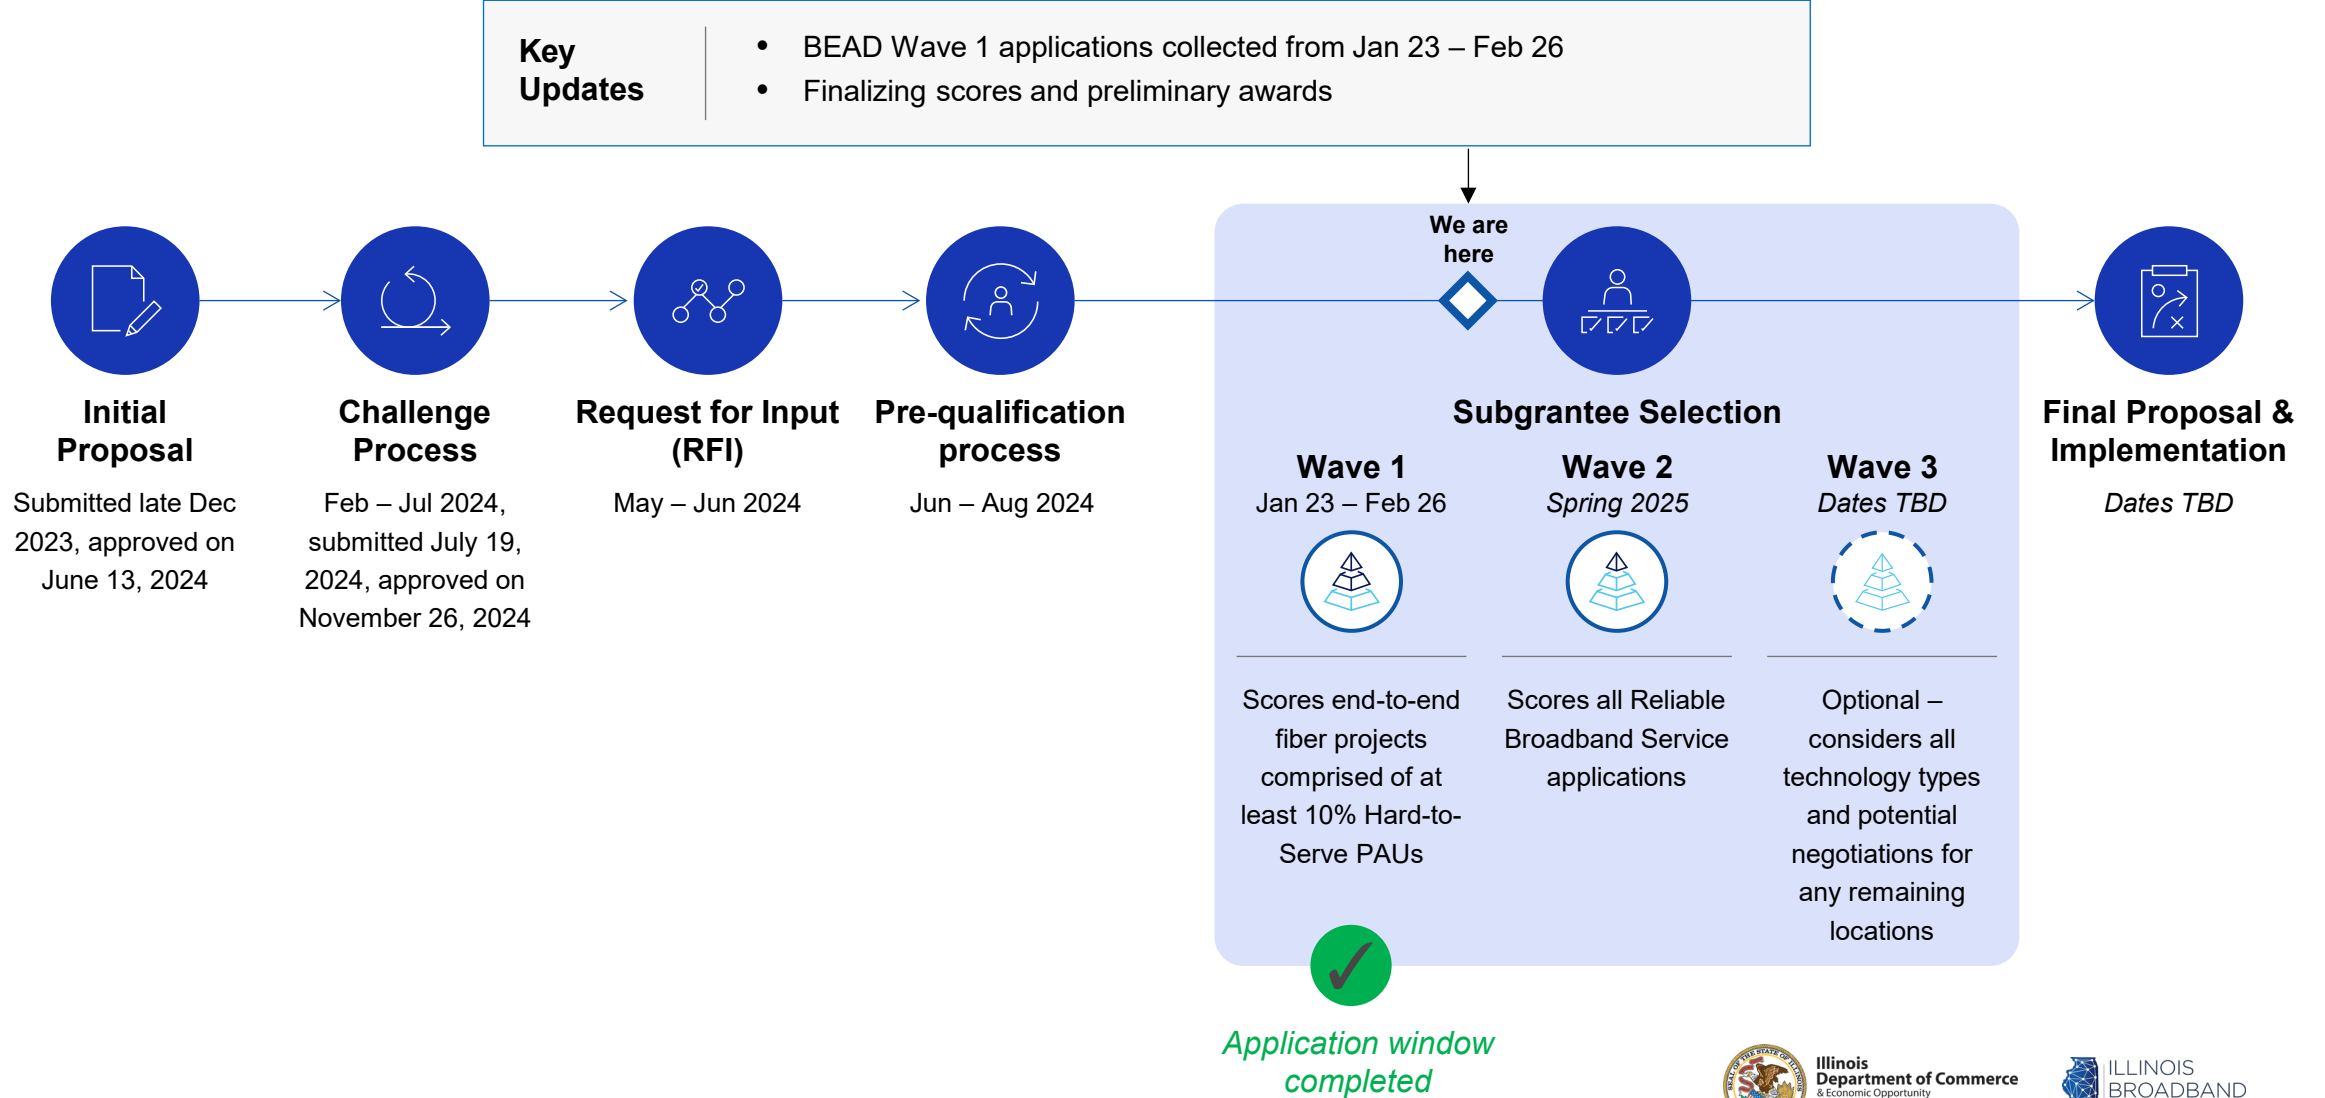 Key
Updates
• BEAD Wave 1 applications collected from Jan 23 – Feb 26
• Finalizing scores and preliminary awards
We are
here
Initial
Proposal
Submitted late Dec
2023, approved on
June 13, 2024
Challenge
Process
Feb – Jul 2024,
submitted July 19,
2024, approved on
November 26, 2024
Request for Input
(RFI)
May – Jun 2024
Pre-qualification
process
Jun – Aug 2024
Subgrantee Selection
Wave 1
Jan 23 – Feb 26
Scores end-to-end
fiber projects
comprised of at
least 10% Hard-to-
Serve PAUs
Wave 2
Spring 2025
Scores all Reliable
Broadband Service
applications
Wave 3
Dates TBD
Optional –
considers all
technology types
and potential
negotiations for
any remaining
locations
Final Proposal &
Implementation
Dates TBD
Application window
completed
SEAL OF THE STATE OF ILLINOIS
Illinois
Department of Commerce
& Economic Opportunity
ILLINOIS
BROADBAND